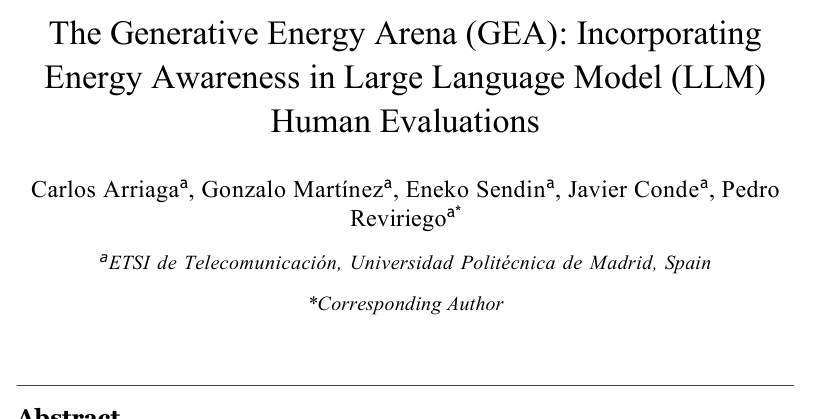 The Generative Energy Arena (GEA): Incorporating
Energy Awareness in Large Language Model (LLM)
Human Evaluations
Carlos Arriagaᵃ, Gonzalo Martínezᵃ, Eneko Sendinᵃ, Javier Condeᵃ, Pedro
Reviriegoᵃ*
ᵃETSI de Telecomunicación, Universidad Politécnica de Madrid, Spain
*Corresponding Author
Abstract